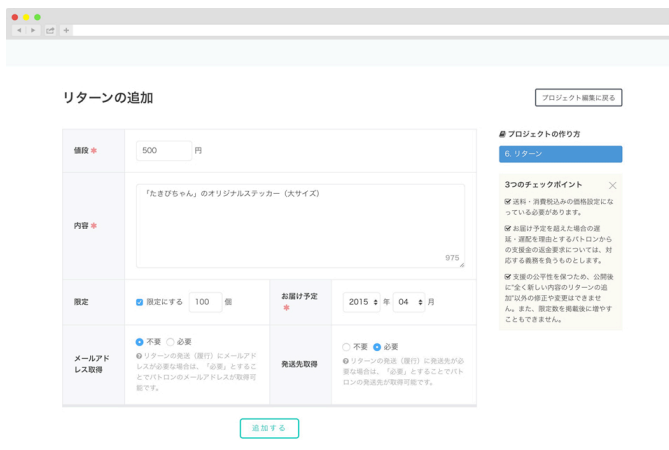 リターンの追加
プロジェクト編集に戻る
値段 *
500 円
内容 *
「たきびちゃん」のオリジナルステッカー（大サイズ）
975
限定
限定にする 100 個
お届け予定
*
2015 年 04 月
メールアド
レス取得
不要 必要
リターンの発送（履行）にメールアド
レスが必要な場合は、「必要」とするこ
とでパトロンのメールアドレスが取得可
能です。
発送先取得
不要 必要
リターンの発送（履行）に発送先が必
要な場合は、「必要」とすることでパト
ロンの発送先が取得可能です。
追加する
プロジェクトの作り方
6. リターン
3つのチェックポイント
送料・消費税込みの価格設定にな
っている必要があります。
お届け予定を超えた場合の遅
延・遅配を理由とするパトロンから
の支援金の返金要求については、対
応する義務を負うものとします。
支援の公平性を保つため、公開後
に"全く新しい内容のリターンの追
加"以外の修正や変更はできませ
ん。また、限定数を掲載後に増やす
こともできません。